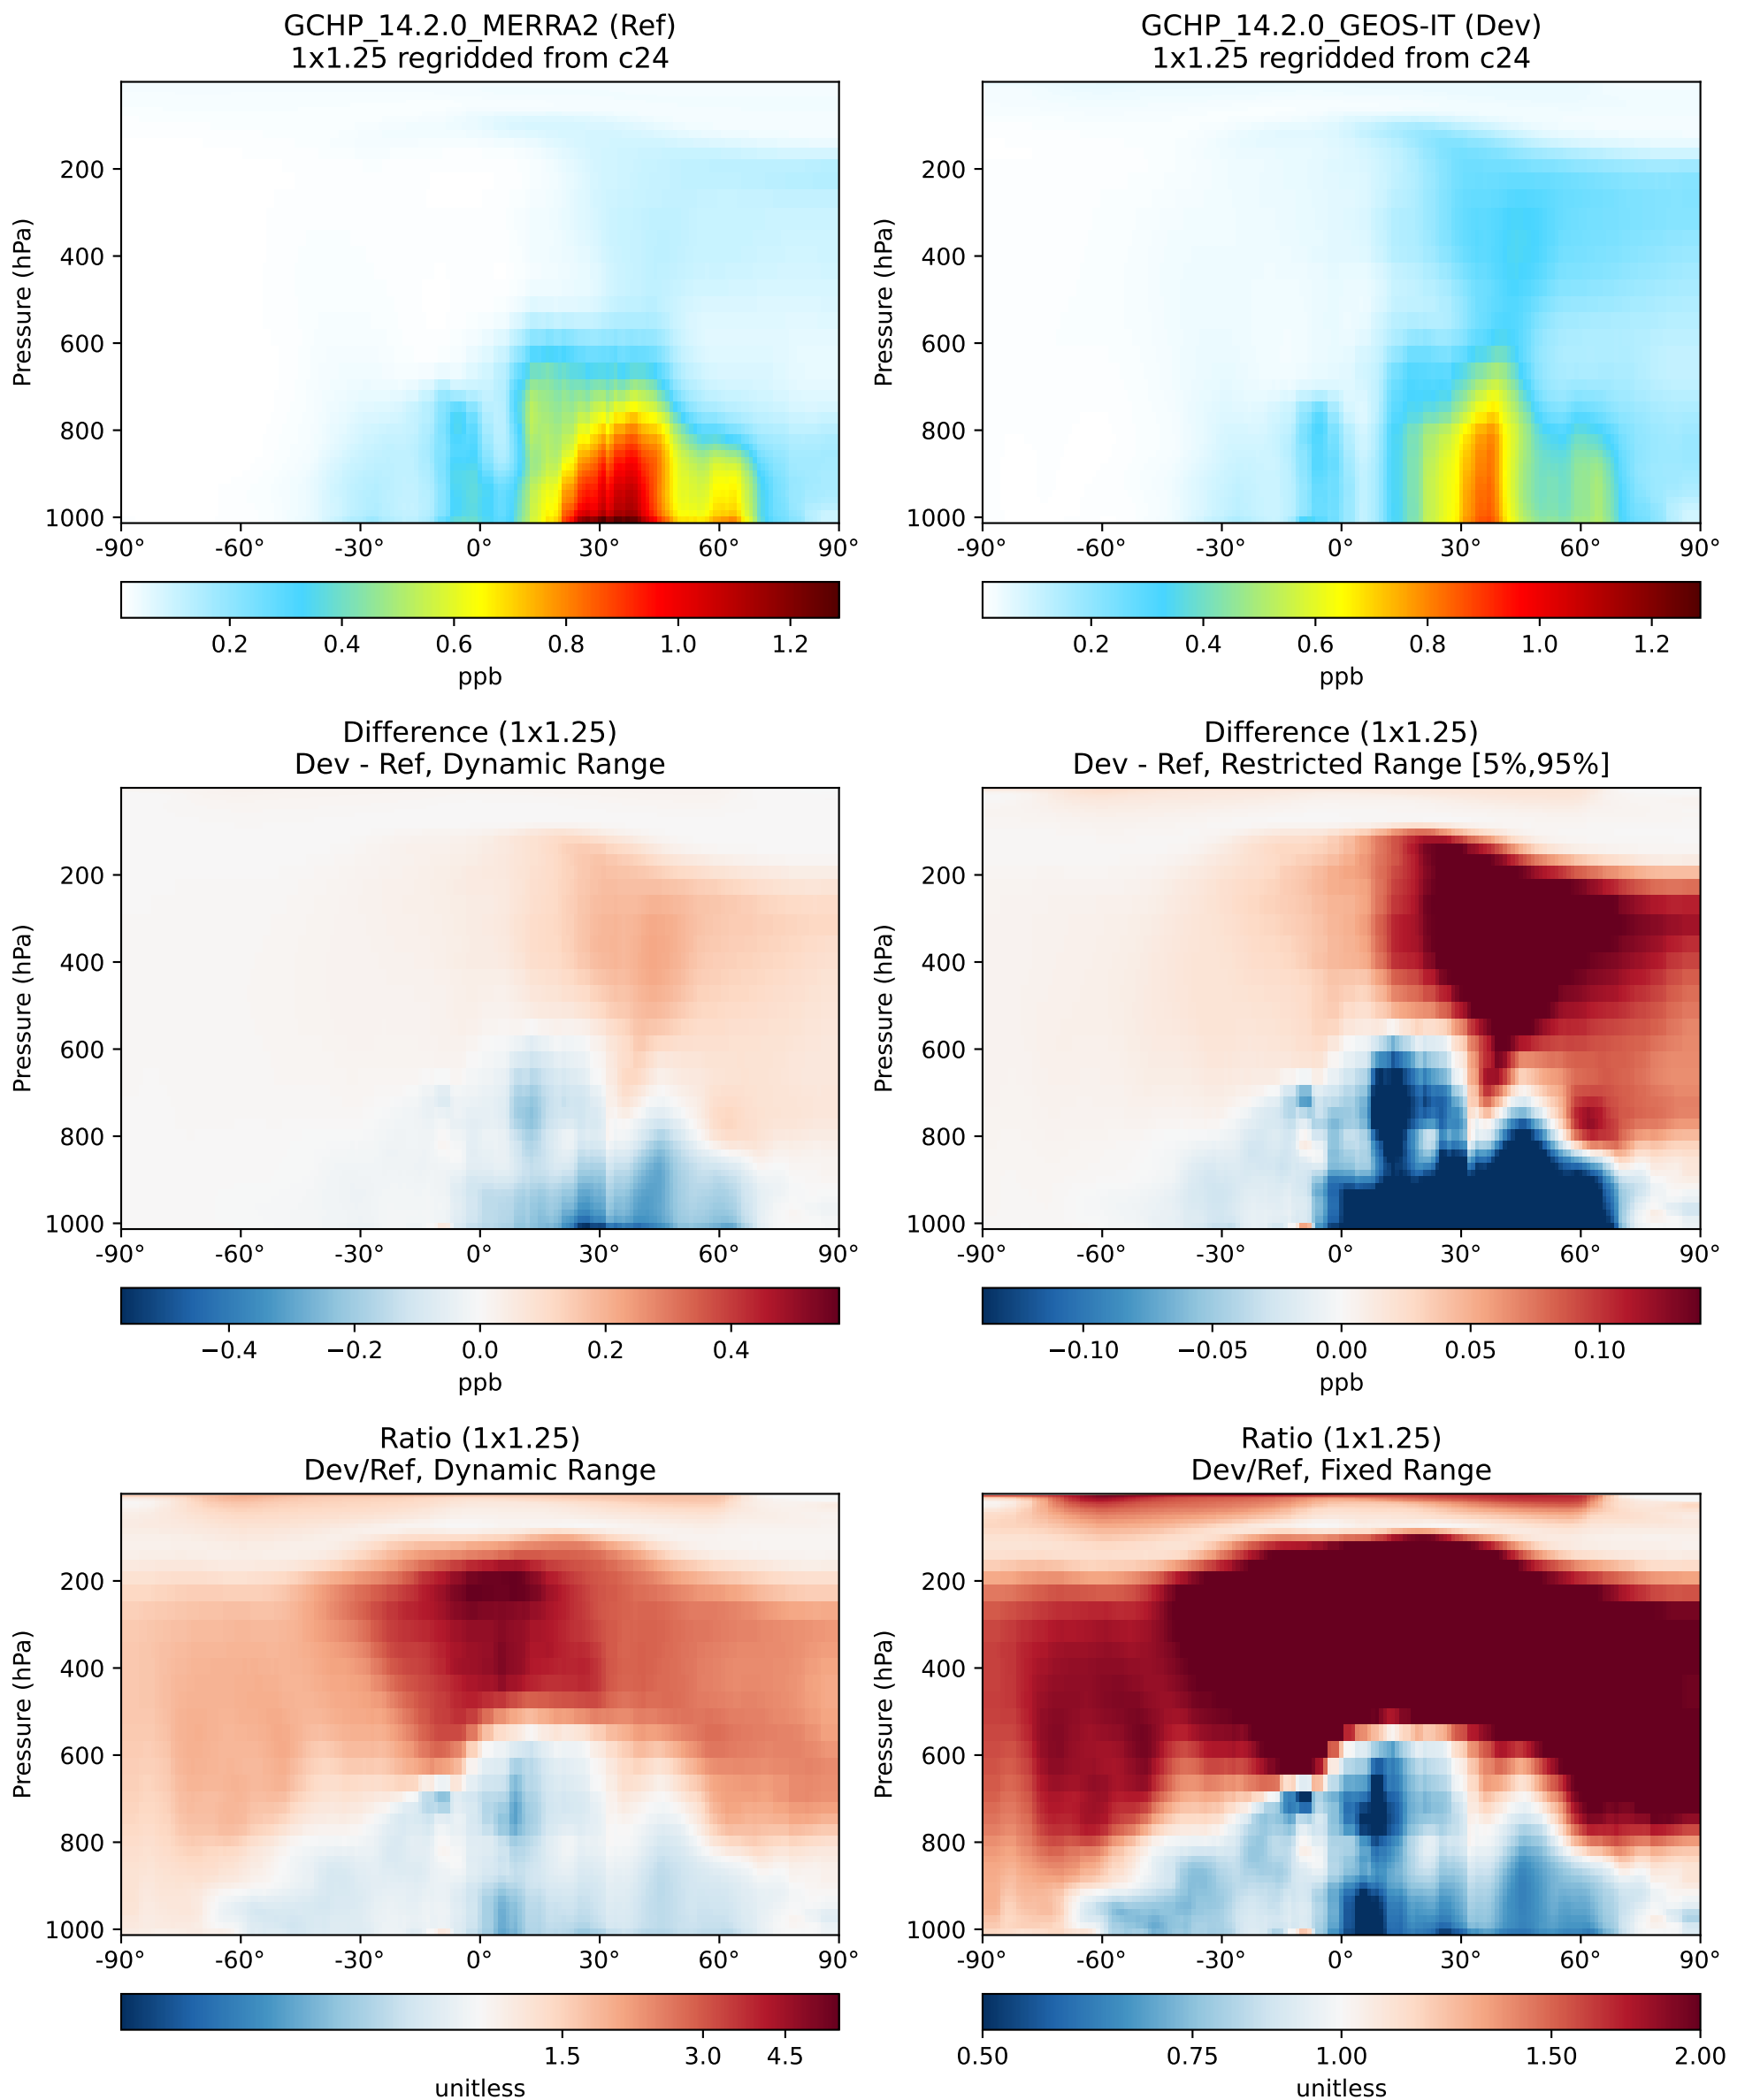 GCHP_14.2.0_MERRA2 (Ref)
1x1.25 regridded from c24
Pressure (hPa)
200
400
600
800
1000
-90° -60° -30° 0° 30° 60° 90°
0.2 0.4 0.6 0.8 1.0 1.2
ppb
GCHP_14.2.0_GEOS-IT (Dev)
1x1.25 regridded from c24
Pressure (hPa)
200
400
600
800
1000
-90° -60° -30° 0° 30° 60° 90°
0.2 0.4 0.6 0.8 1.0 1.2
ppb
Difference (1x1.25)
Dev - Ref, Dynamic Range
Pressure (hPa)
200
400
600
800
1000
-90° -60° -30° 0° 30° 60° 90°
−0.4 −0.2 0.0 0.2 0.4
ppb
Difference (1x1.25)
Dev - Ref, Restricted Range [5%,95%]
Pressure (hPa)
200
400
600
800
1000
-90° -60° -30° 0° 30° 60° 90°
−0.10 −0.05 0.00 0.05 0.10
ppb
Ratio (1x1.25)
Dev/Ref, Dynamic Range
Pressure (hPa)
200
400
600
800
1000
-90° -60° -30° 0° 30° 60° 90°
1.5 3.0 4.5
unitless
Ratio (1x1.25)
Dev/Ref, Fixed Range
Pressure (hPa)
200
400
600
800
1000
-90° -60° -30° 0° 30° 60° 90°
0.50 0.75 1.00 1.50 2.00
unitless